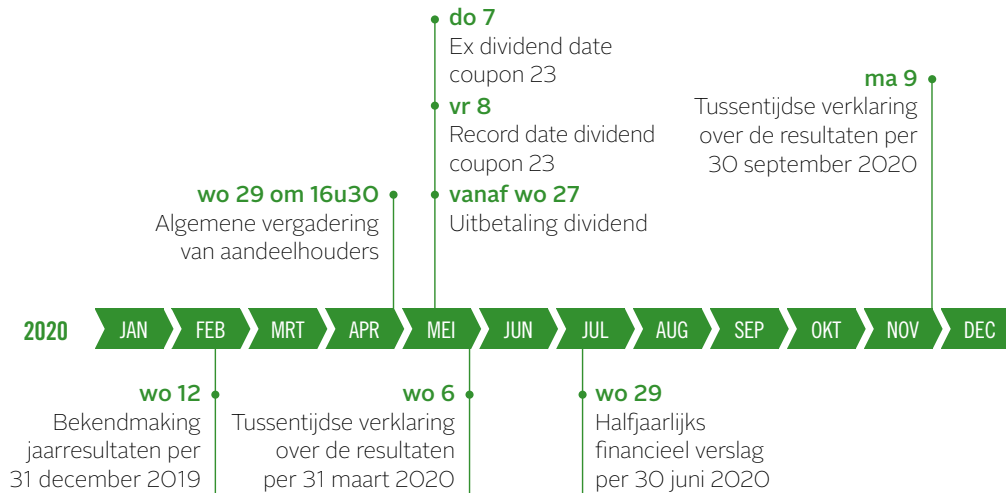 do 7
Ex dividend date
coupon 23
vr 8
Record date dividend
coupon 23
vanaf wo 27
Uitbetaling dividend
ma 9
Tussentijdse verklaring
over de resultaten per
30 september 2020
wo 29 om 16u30
Algemene vergadering
van aandeelhouders
2020 JAN FEB MRT APR MEI JUN JUL AUG SEP OKT NOV DEC
wo 12
Bekendmaking
jaarresultaten per
31 december 2019
wo 6
Tussentijdse verklaring
over de resultaten
per 31 maart 2020
wo 29
Halfjaarlijks
financieel verslag
per 30 juni 2020